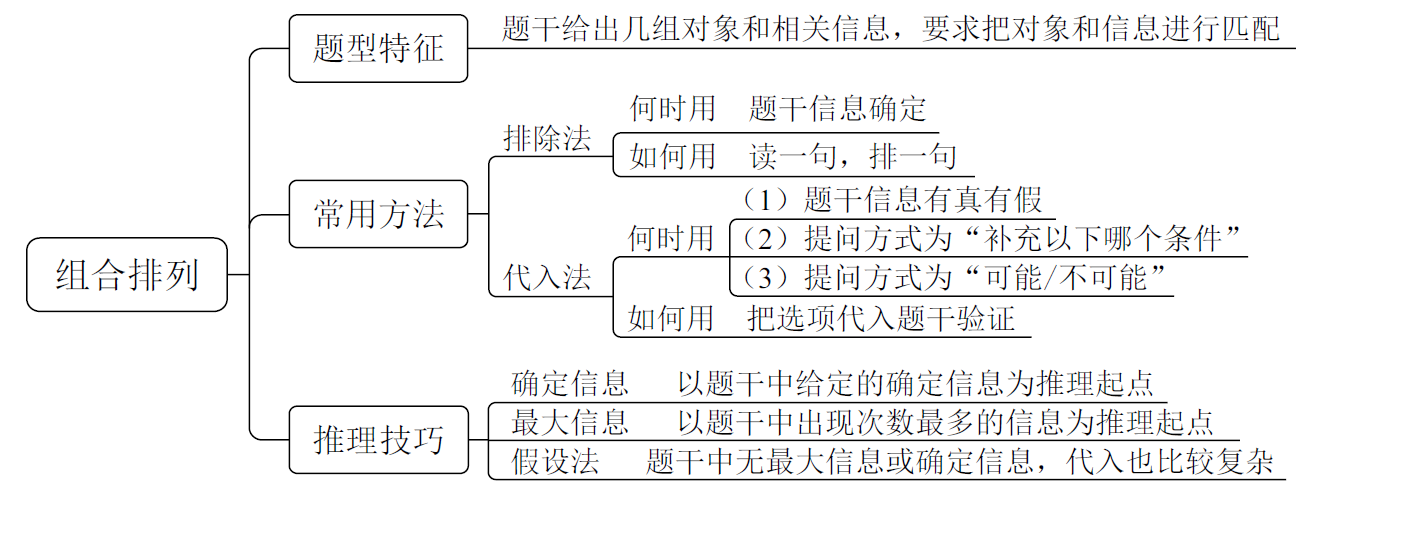 组合排列
题型特征
题干给出几组对象和相关信息，要求把对象和信息进行匹配
常用方法
排除法
何时用 题干信息确定
如何用 读一句，排一句
代入法
何时用
（1）题干信息有真有假
（2）提问方式为“补充以下哪个条件”
（3）提问方式为“可能/不可能”
如何用 把选项代入题干验证
推理技巧
确定信息 以题干中给定的确定信息为推理起点
最大信息 以题干中出现次数最多的信息为推理起点
假设法 题干中无最大信息或确定信息，代入也比较复杂